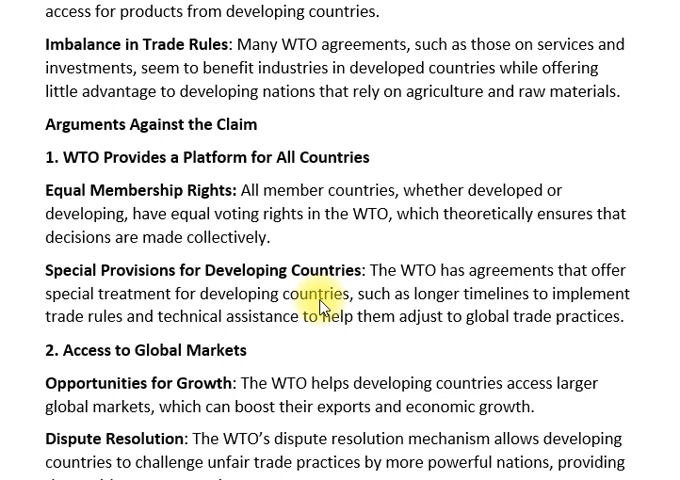 access for products from developing countries.
Imbalance in Trade Rules: Many WTO agreements, such as those on services and
investments, seem to benefit industries in developed countries while offering
little advantage to developing nations that rely on agriculture and raw materials.
Arguments Against the Claim
1. WTO Provides a Platform for All Countries
Equal Membership Rights: All member countries, whether developed or
developing, have equal voting rights in the WTO, which theoretically ensures that
decisions are made collectively.
Special Provisions for Developing Countries: The WTO has agreements that offer
special treatment for developing countries, such as longer timelines to implement
trade rules and technical assistance to help them adjust to global trade practices.
2. Access to Global Markets
Opportunities for Growth: The WTO helps developing countries access larger
global markets, which can boost their exports and economic growth.
Dispute Resolution: The WTO’s dispute resolution mechanism allows developing
countries to challenge unfair trade practices by more powerful nations, providing